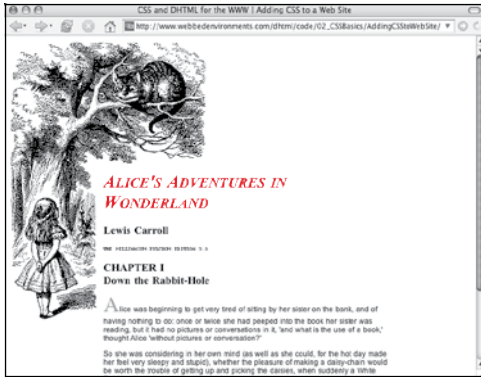 CSS and DHTML for the WWW | Adding CSS to a Web Site
http://www.webbedenvironments.com/dhtml/code/02_CSSBasics/AddingCSStoWebSite/
ALICE'S ADVENTURES IN
WONDERLAND
Lewis Carroll
THE MILLENNIUM FULCRUM EDITION 3.0
CHAPTER I
Down the Rabbit-Hole
Alice was beginning to get very tired of sitting by her sister on the bank, and of
having nothing to do: once or twice she had peeped into the book her sister was
reading, but it had no pictures or conversations in it, 'and what is the use of a book,'
thought Alice 'without pictures or conversation?'
So she was considering in her own mind (as well as she could, for the hot day made
her feel very sleepy and stupid), whether the pleasure of making a daisy-chain would
be worth the trouble of getting up and picking the daisies, when suddenly a White